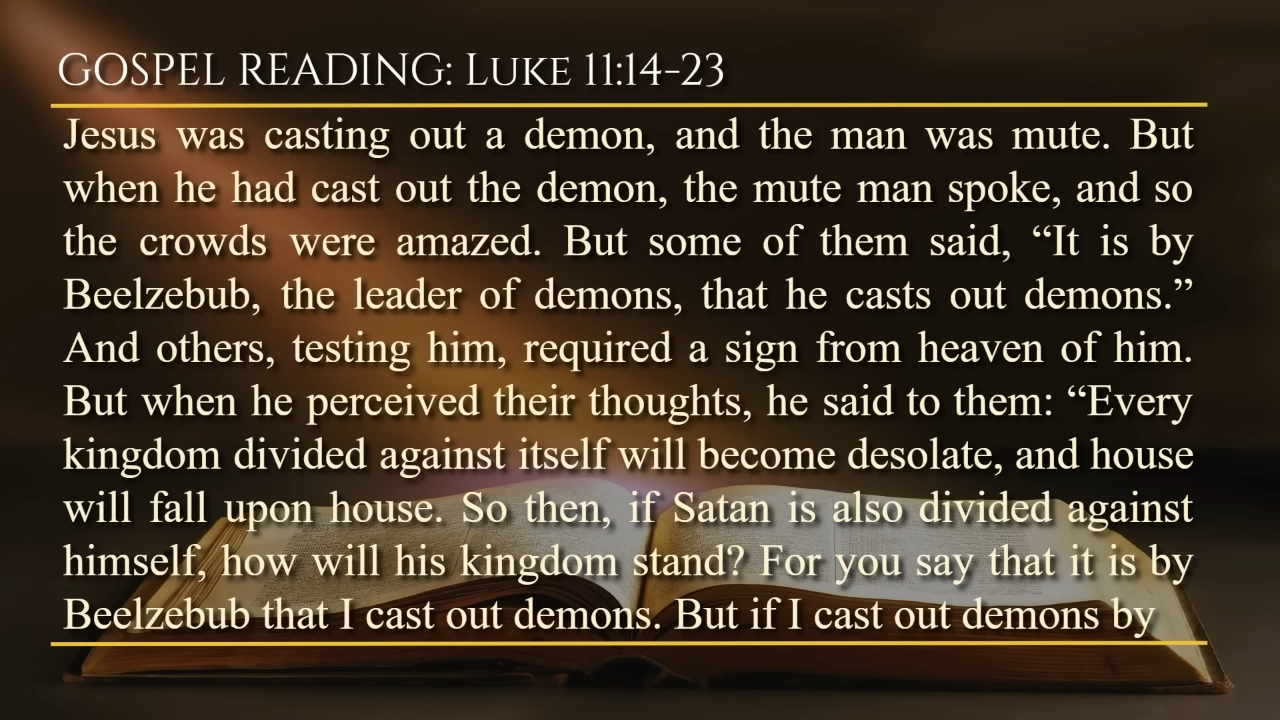 GOSPEL READING: LUKE 11:14-23
Jesus was casting out a demon, and the man was mute. But
when he had cast out the demon, the mute man spoke, and so
the crowds were amazed. But some of them said, “It is by
Beelzebub, the leader of demons, that he casts out demons.”
And others, testing him, required a sign from heaven of him.
But when he perceived their thoughts, he said to them: “Every
kingdom divided against itself will become desolate, and house
will fall upon house. So then, if Satan is also divided against
himself, how will his kingdom stand? For you say that it is by
Beelzebub that I cast out demons. But if I cast out demons by